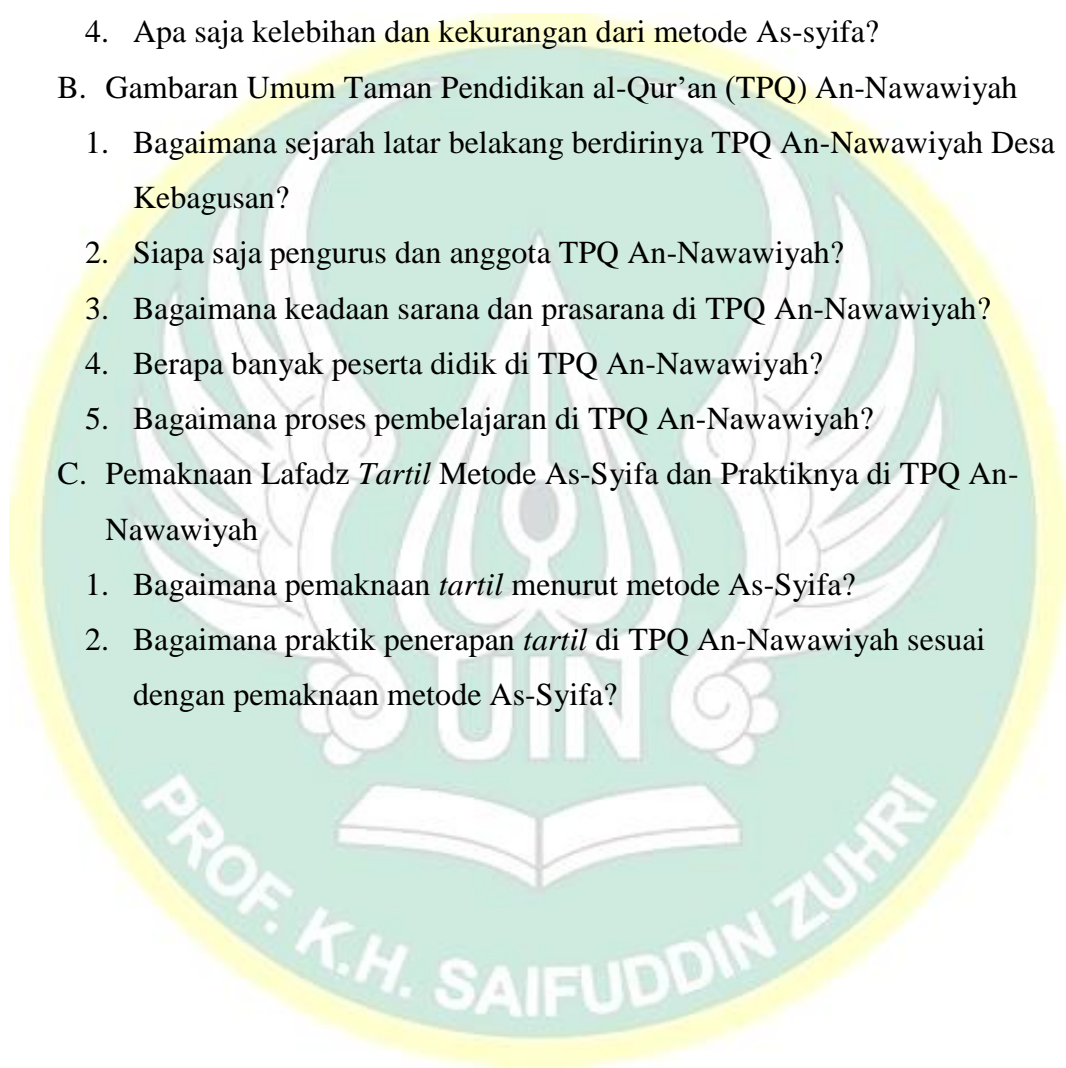 4. Apa saja kelebihan dan kekurangan dari metode As-syifa?
B. Gambaran Umum Taman Pendidikan al-Qur’an (TPQ) An-Nawawiyah
1. Bagaimana sejarah latar belakang berdirinya TPQ An-Nawawiyah Desa
Kebagusan?
2. Siapa saja pengurus dan anggota TPQ An-Nawawiyah?
3. Bagaimana keadaan sarana dan prasarana di TPQ An-Nawawiyah?
4. Berapa banyak peserta didik di TPQ An-Nawawiyah?
5. Bagaimana proses pembelajaran di TPQ An-Nawawiyah?
C. Pemaknaan Lafadz Tartil Metode As-Syifa dan Praktiknya di TPQ An-
Nawawiyah
1. Bagaimana pemaknaan tartil menurut metode As-Syifa?
2. Bagaimana praktik penerapan tartil di TPQ An-Nawawiyah sesuai
dengan pemaknaan metode As-Syifa?
UIN
PROF. K.H. SAIFUDDIN ZUHRI